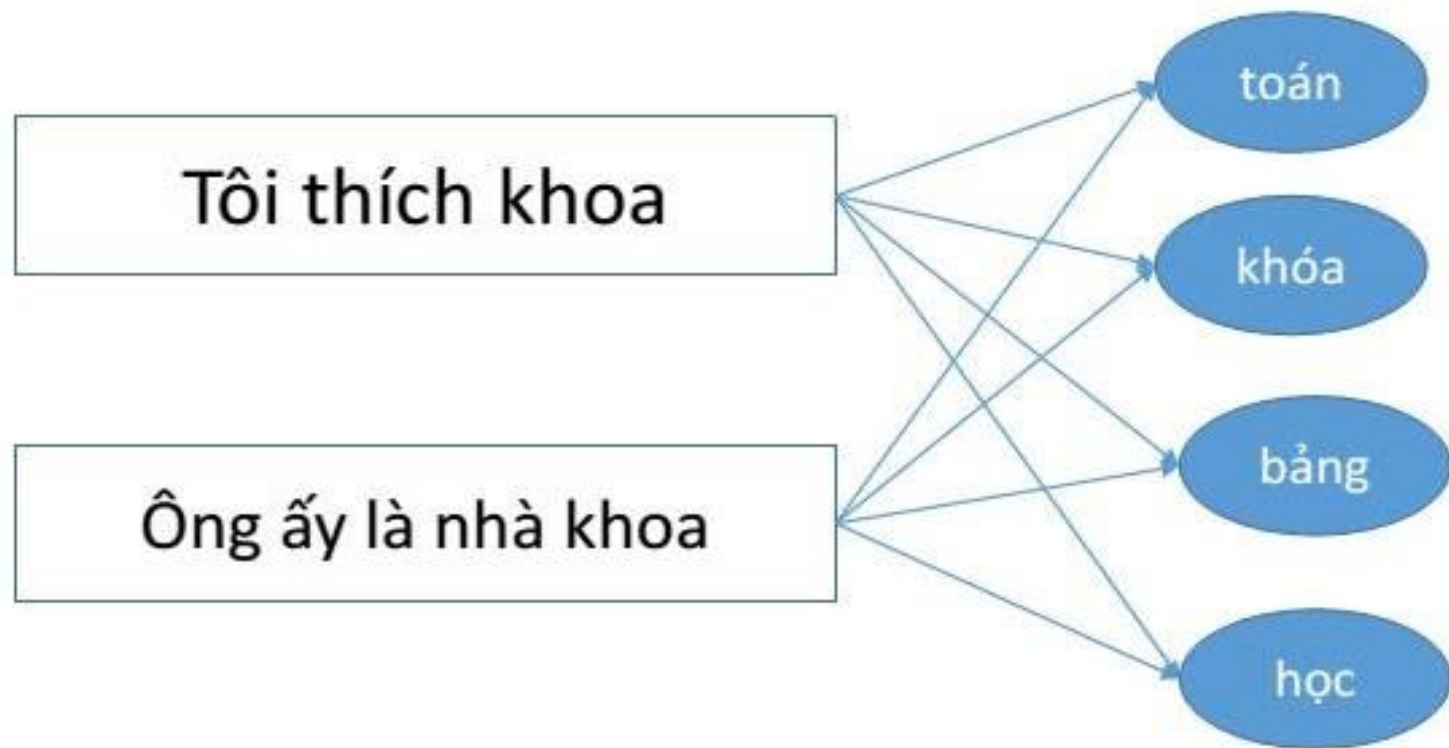 toán
Tôi thích khoa
khóa
bảng
Ông ấy là nhà khoa
học